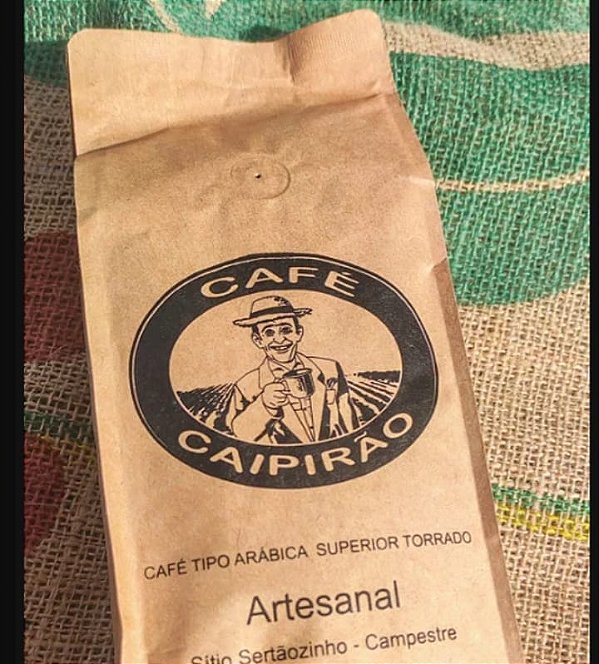 CAFÉ
CAIPIRÃO
CAFÉ TIPO ARÁBICA SUPERIOR TORRADO
Artesanal
Sítio Sertãozinho - Campestre